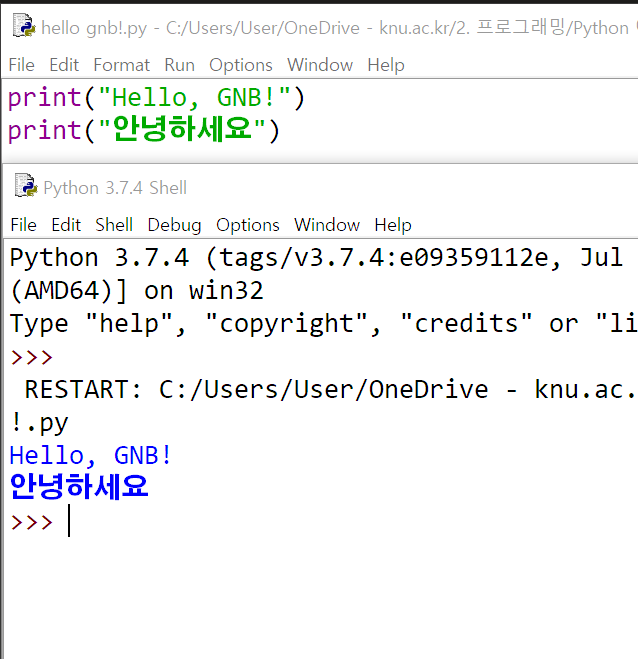 hello gnb!.py - C:/Users/User/OneDrive - knu.ac.kr/2. 프로그래밍/Python
File Edit Format Run Options Window Help
print("Hello, GNB!")
print("안녕하세요")
Python 3.7.4 Shell
File Edit Shell Debug Options Window Help
Python 3.7.4 (tags/v3.7.4:e09359112e, Jul
(AMD64)] on win32
Type "help", "copyright", "credits" or "li
>>>
RESTART: C:/Users/User/OneDrive - knu.ac.
!.py
Hello, GNB!
안녕하세요
>>>